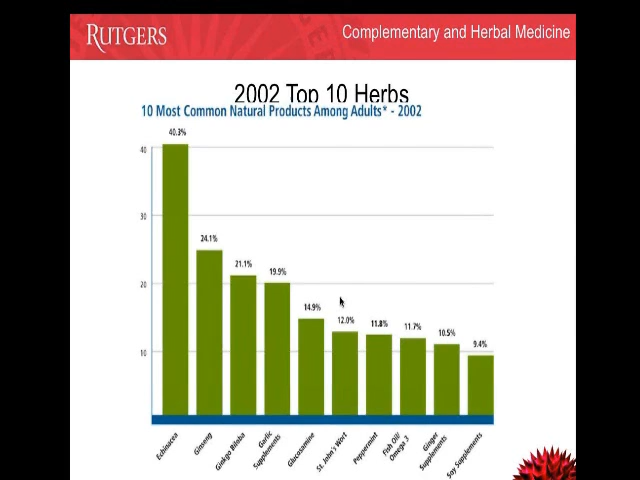 RUTGERS
Complementary and Herbal Medicine
2002 Top 10 Herbs
10 Most Common Natural Products Among Adults* - 2002
40.3%
40
30
24.1%
21.1%
19.9%
20
14.9%
12.0%
11.8%
11.7%
10.5%
9.4%
10
Echinacea
Ginseng
Ginkgo Biloba
Garlic
Supplements
Glucosamine
St. John's Wort
Peppermint
Fish Oil/
Omega 3
Ginger
Supplements
Soy Supplements